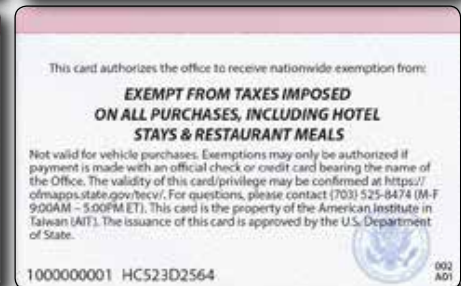 This card authorizes the office to receive nationwide exemption from:
EXEMPT FROM TAXES IMPOSED
ON ALL PURCHASES, INCLUDING HOTEL
STAYS & RESTAURANT MEALS
Not valid for vehicle purchases. Exemptions may only be authorized if
payment is made with an official check or credit card bearing the name of
the Office. The validity of this card/privilege may be confirmed at https://
ofmapps.state.gov/tecv/. For questions, please contact (703) 525-8474 (M-F
9:00AM – 5:00PM ET). This card is the property of the American Institute in
Taiwan (AIT). The issuance of this card is approved by the U.S. Department
of State.
1000000001 HC523D2564
002
A01